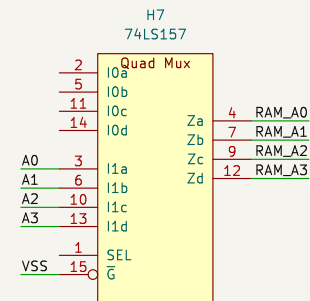 H7
74LS157
Quad Mux
2 I0a
5 I0b
11 I0c
14 I0d
Za 4 RAM_A0
Zb 7 RAM_A1
Zc 9 RAM_A2
Zd 12 RAM_A3
A0 3 I1a
A1 6 I1b
A2 10 I1c
A3 13 I1d
1 SEL
VSS 15 G̅